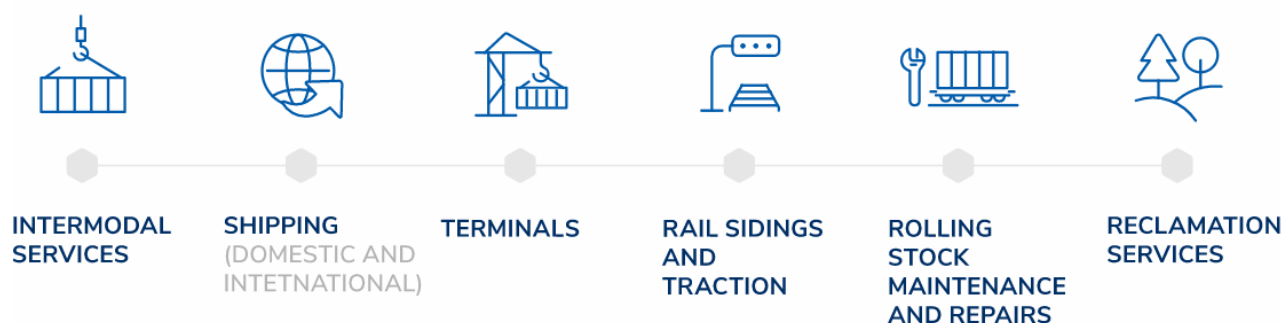 INTERMODAL
SERVICES
SHIPPING
(DOMESTIC AND
INTETNATIONAL)
TERMINALS
RAIL SIDINGS
AND
TRACTION
ROLLING
STOCK
MAINTENANCE
AND REPAIRS
RECLAMATION
SERVICES